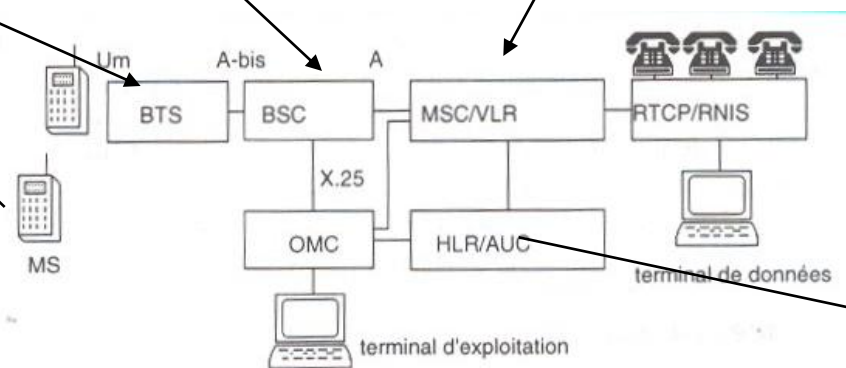 Um A-bis A
BTS BSC MSC/VLR RTCP/RNIS
X.25
OMC HLR/AUC
MS
terminal de données
terminal d'exploitation